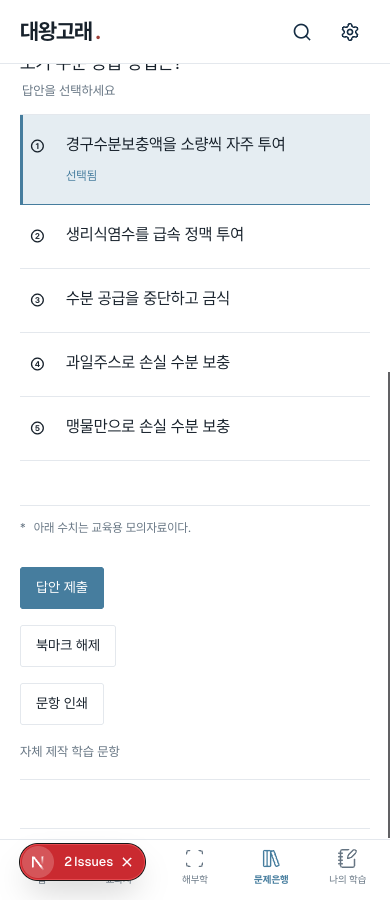 대왕고래.
답안을 선택하세요
1 경구수분보충액을 소량씩 자주 투여
선택됨
2 생리식염수를 급속 정맥 투여
3 수분 공급을 중단하고 금식
4 과일주스로 손실 수분 보충
5 맹물만으로 손실 수분 보충
* 아래 수치는 교육용 모의자료이다.
답안 제출
북마크 해제
문항 인쇄
자체 제작 학습 문항
N 2 Issues ×
해부학 문제은행 나의 학습